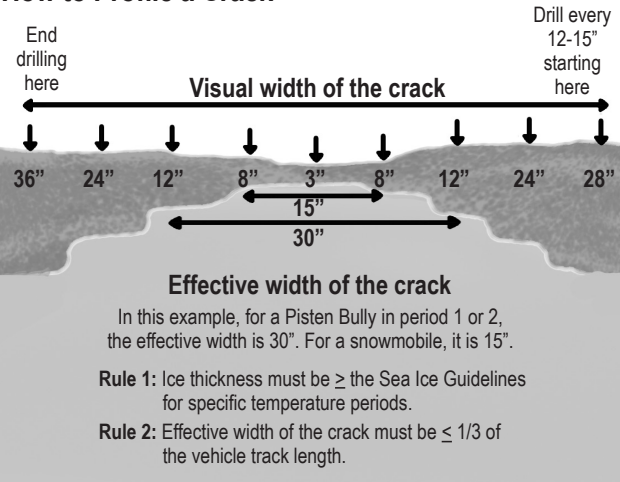 End
drilling
here
Drill every
12-15”
starting
here
Visual width of the crack
36” 24” 12” 8” 3” 8” 12” 24” 28”
15”
30”
Effective width of the crack
In this example, for a Pisten Bully in period 1 or 2,
the effective width is 30”. For a snowmobile, it is 15”.
Rule 1: Ice thickness must be ≥ the Sea Ice Guidelines
for specific temperature periods.
Rule 2: Effective width of the crack must be ≤ 1/3 of
the vehicle track length.